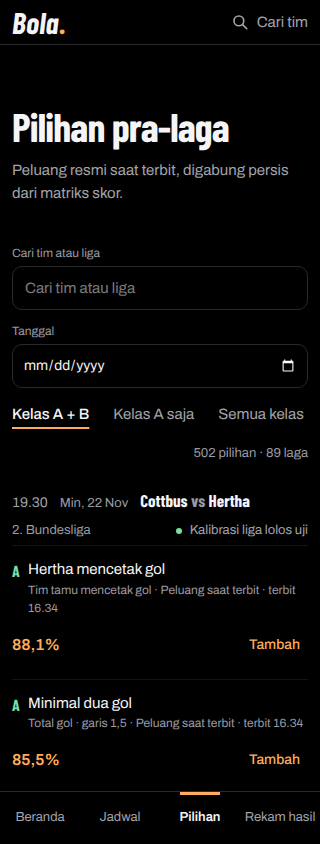 Bola.
Cari tim
Pilihan pra-laga
Peluang resmi saat terbit, digabung persis
dari matriks skor.
Cari tim atau liga
Cari tim atau liga
Tanggal
mm/dd/yyyy
Kelas A + B Kelas A saja Semua kelas
502 pilihan · 89 laga
19.30 Min, 22 Nov Cottbus vs Hertha
2. Bundesliga Kalibrasi liga lolos uji
A Hertha mencetak gol
Tim tamu mencetak gol · Peluang saat terbit · terbit
16.34
88,1% Tambah
A Minimal dua gol
Total gol · garis 1,5 · Peluang saat terbit · terbit 16.34
85,5% Tambah
Beranda Jadwal Pilihan Rekam hasil